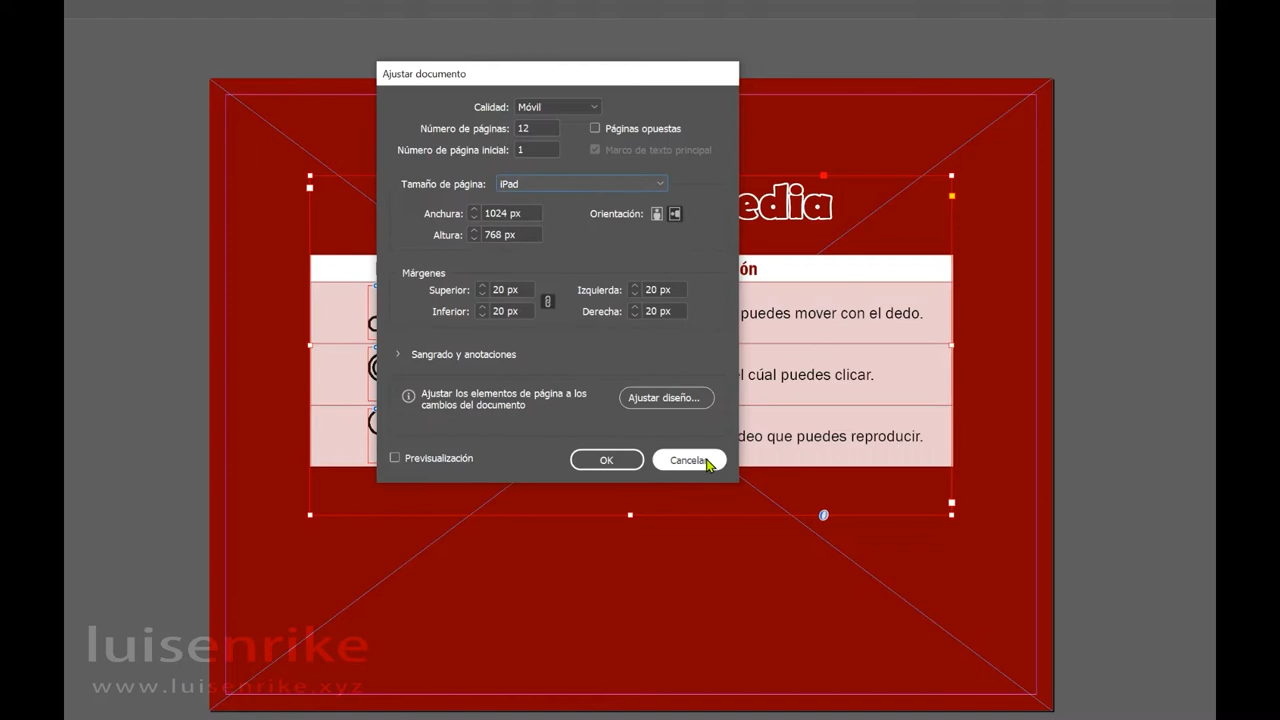 Ajustar documento
Calidad: Móvil
Número de páginas: 12 Páginas opuestas
Número de página inicial: 1 Marco de texto principal
Tamaño de página: iPad
edia
Anchura: 1024 px Orientación:
Altura: 768 px
Márgenes
ón
Superior: 20 px Izquierda: 20 px
Inferior: 20 px Derecha: 20 px
puedes mover con el dedo.
Sangrado y anotaciones
l cúal puedes clicar.
Ajustar los elementos de página a los
cambios del documento
Ajustar diseño...
deo que puedes reproducir.
Previsualización OK Cancelar
luisenrike
www.luisenrike.xyz